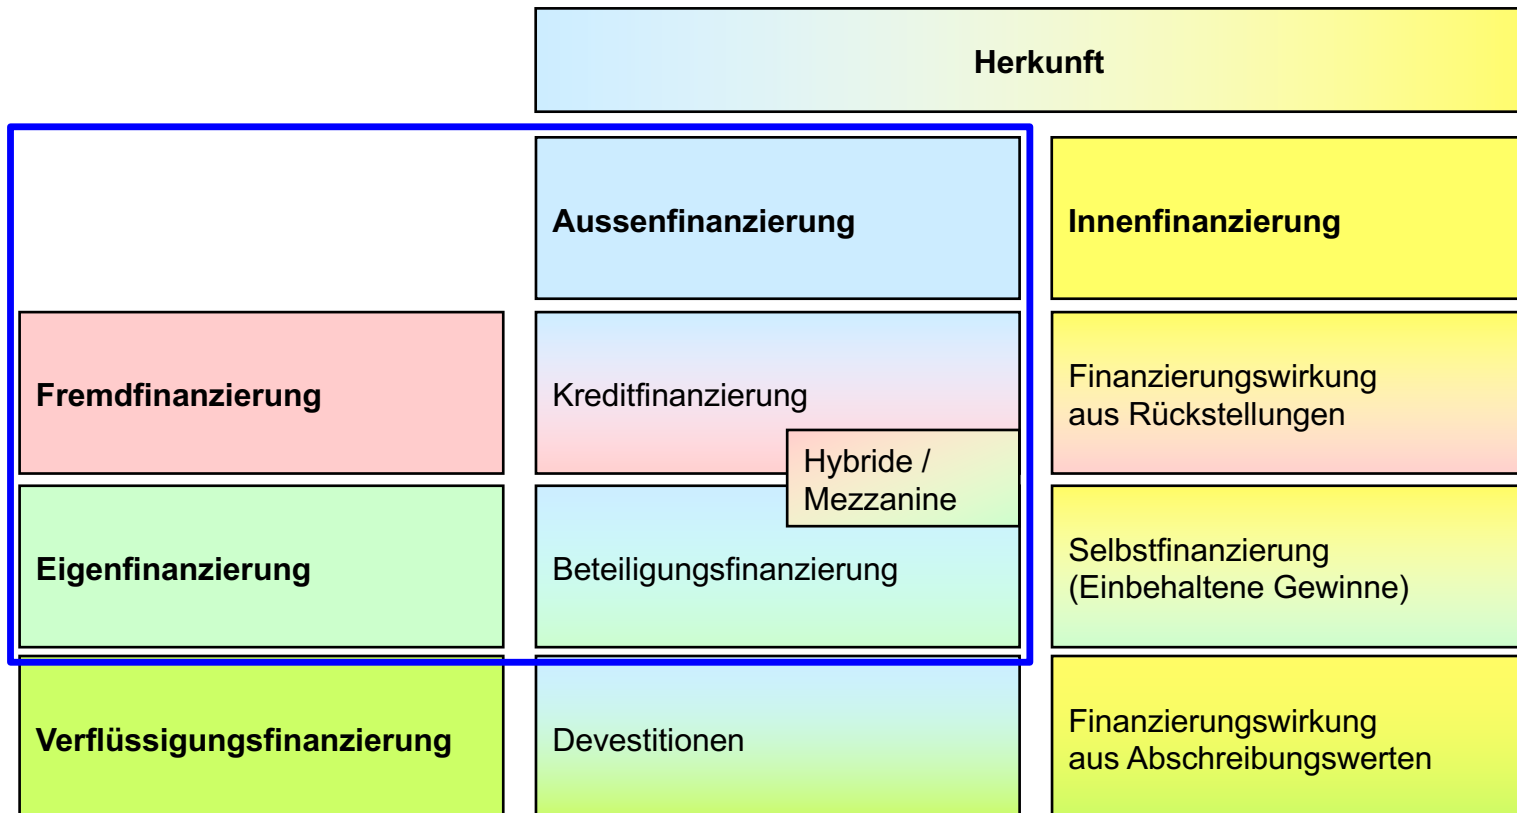 Herkunft
Aussenfinanzierung
Innenfinanzierung
Fremdfinanzierung
Kreditfinanzierung
Finanzierungswirkung
aus Rückstellungen
Hybride /
Mezzanine
Eigenfinanzierung
Beteiligungsfinanzierung
Selbstfinanzierung
(Einbehaltene Gewinne)
Verflüssigungsfinanzierung
Devestitionen
Finanzierungswirkung
aus Abschreibungswerten